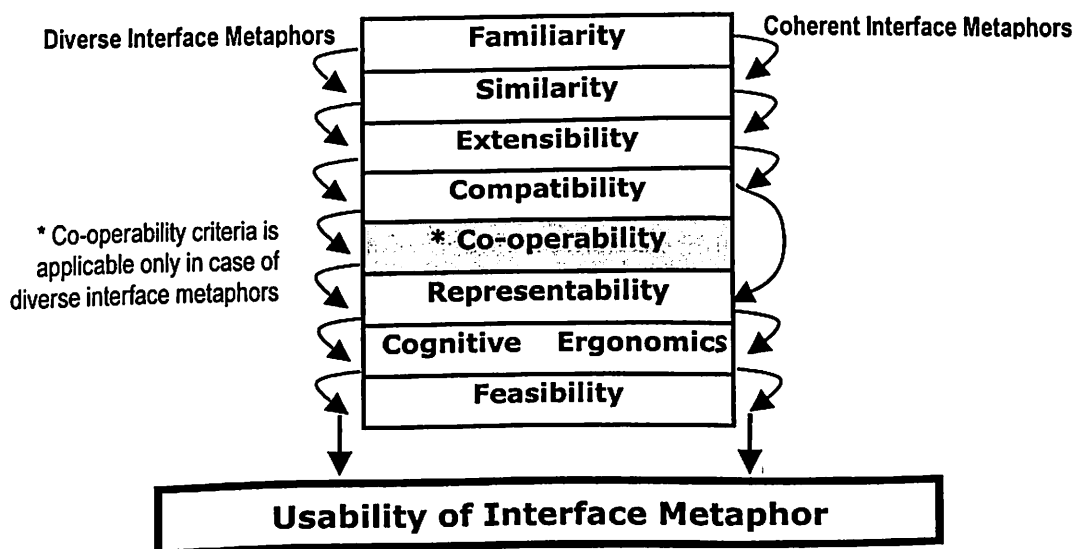 Diverse Interface Metaphors
Familiarity
Coherent Interface Metaphors
Similarity
Extensibility
Compatibility
* Co-operability criteria is
applicable only in case of
diverse interface metaphors
* Co-operability
Representability
Cognitive Ergonomics
Feasibility
Usability of Interface Metaphor